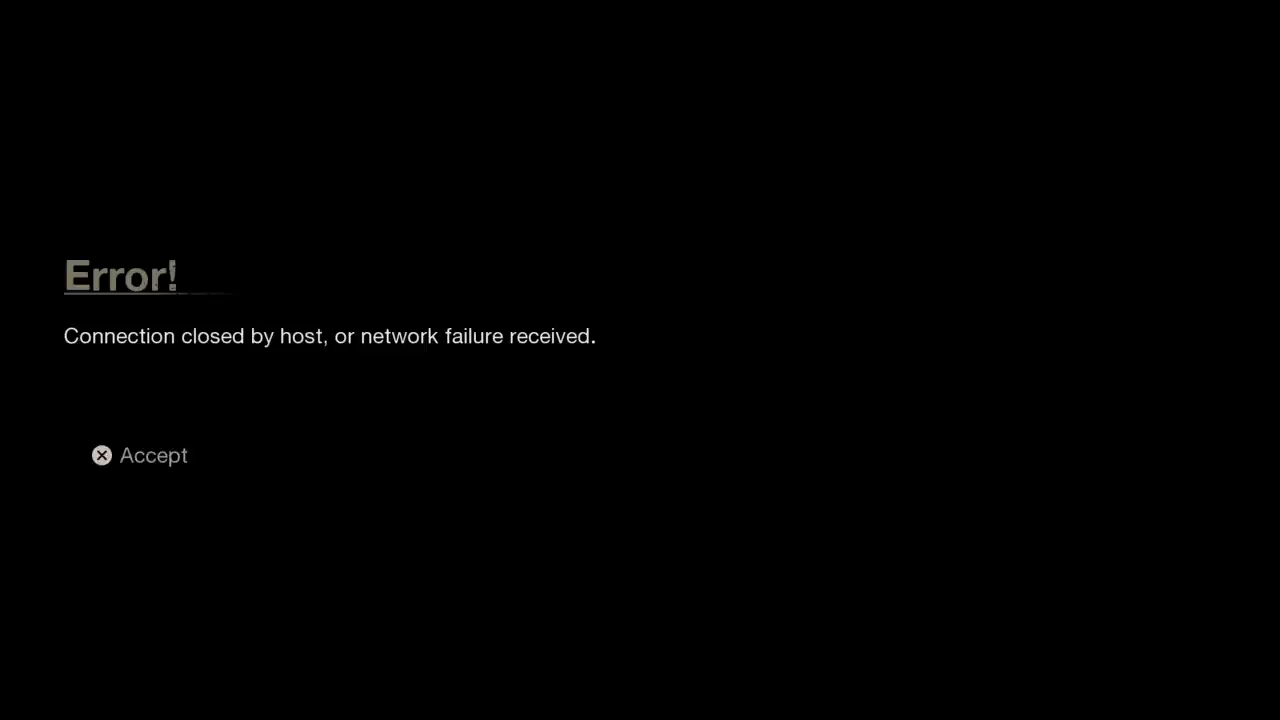 Error!
Connection closed by host, or network failure received.
Accept